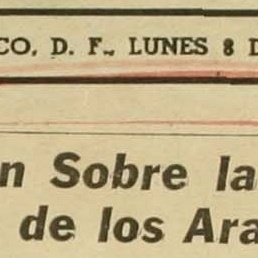 CO, D. F., LUNES 8 D
n Sobre la
de los Ara